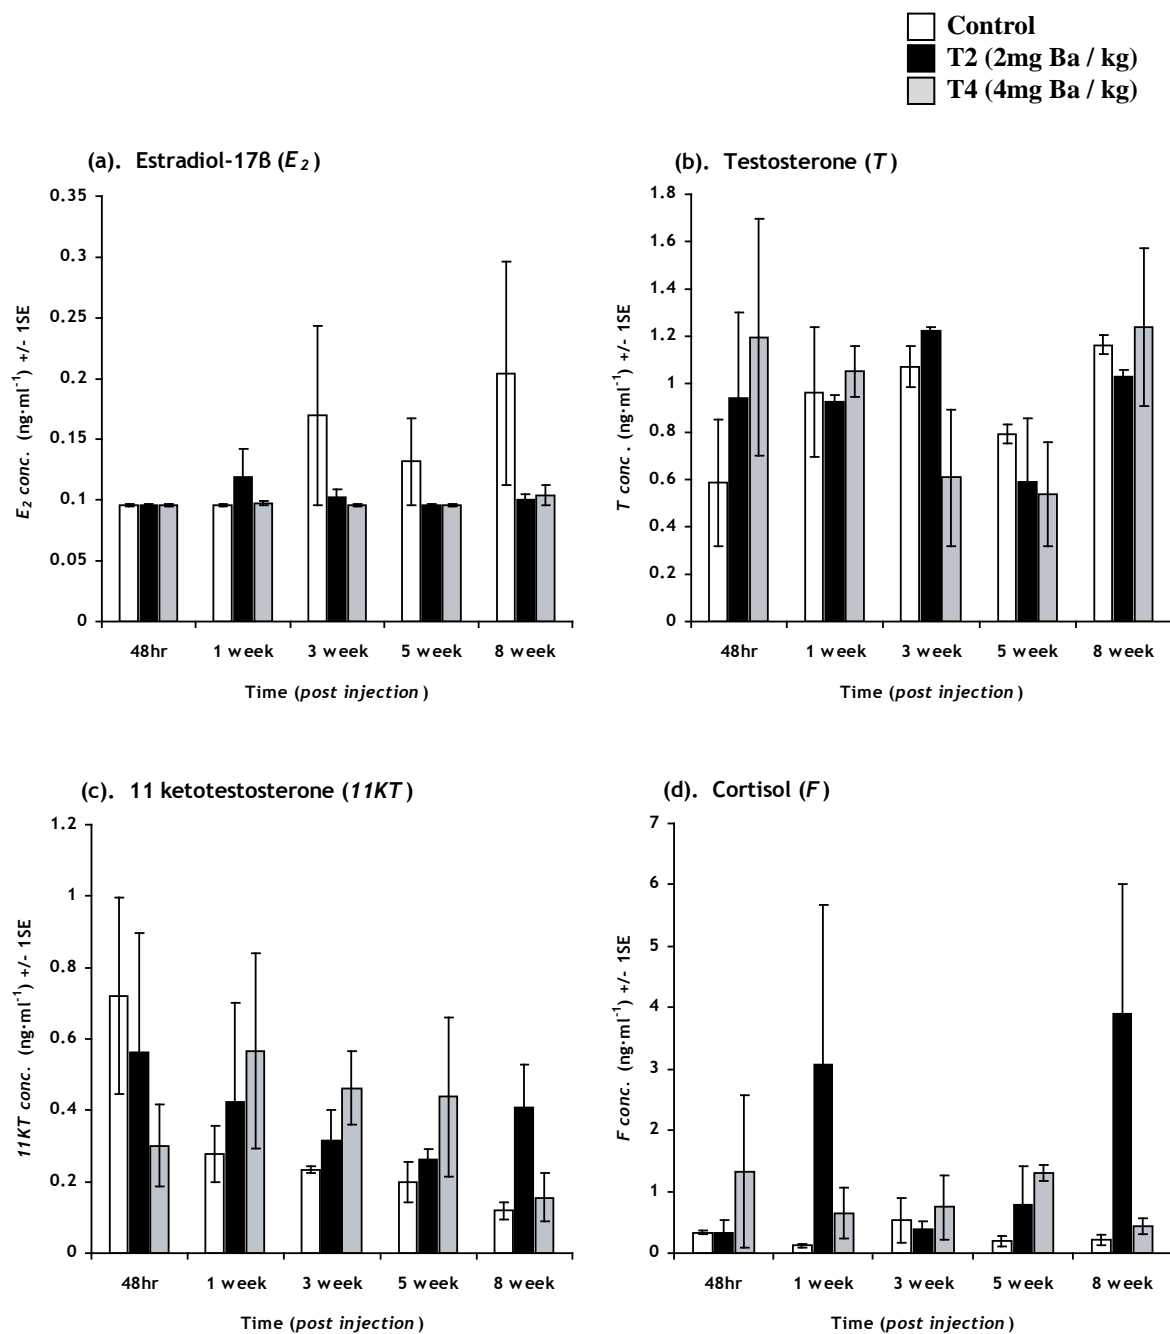 Control
T2 (2mg Ba / kg)
T4 (4mg Ba / kg)
(a). Estradiol-17ß (E2)
0.35
0.3
0.25
0.2
0.15
0.1
0.05
0
E2 conc. (ng·ml-1) +/- 1SE
48hr 1 week 3 week 5 week 8 week
Time (post injection)
(b). Testosterone (T)
1.8
1.6
1.4
1.2
1
0.8
0.6
0.4
0.2
0
T conc. (ng·ml-1) +/- 1SE
48hr 1 week 3 week 5 week 8 week
Time (post injection)
(c). 11 ketotestosterone (11KT)
1.2
1
0.8
0.6
0.4
0.2
0
11KT conc. (ng·ml-1) +/- 1SE
48hr 1 week 3 week 5 week 8 week
Time (post injection)
(d). Cortisol (F)
7
6
5
4
3
2
1
0
F conc. (ng·ml-1) +/- 1SE
48hr 1 week 3 week 5 week 8 week
Time (post injection)